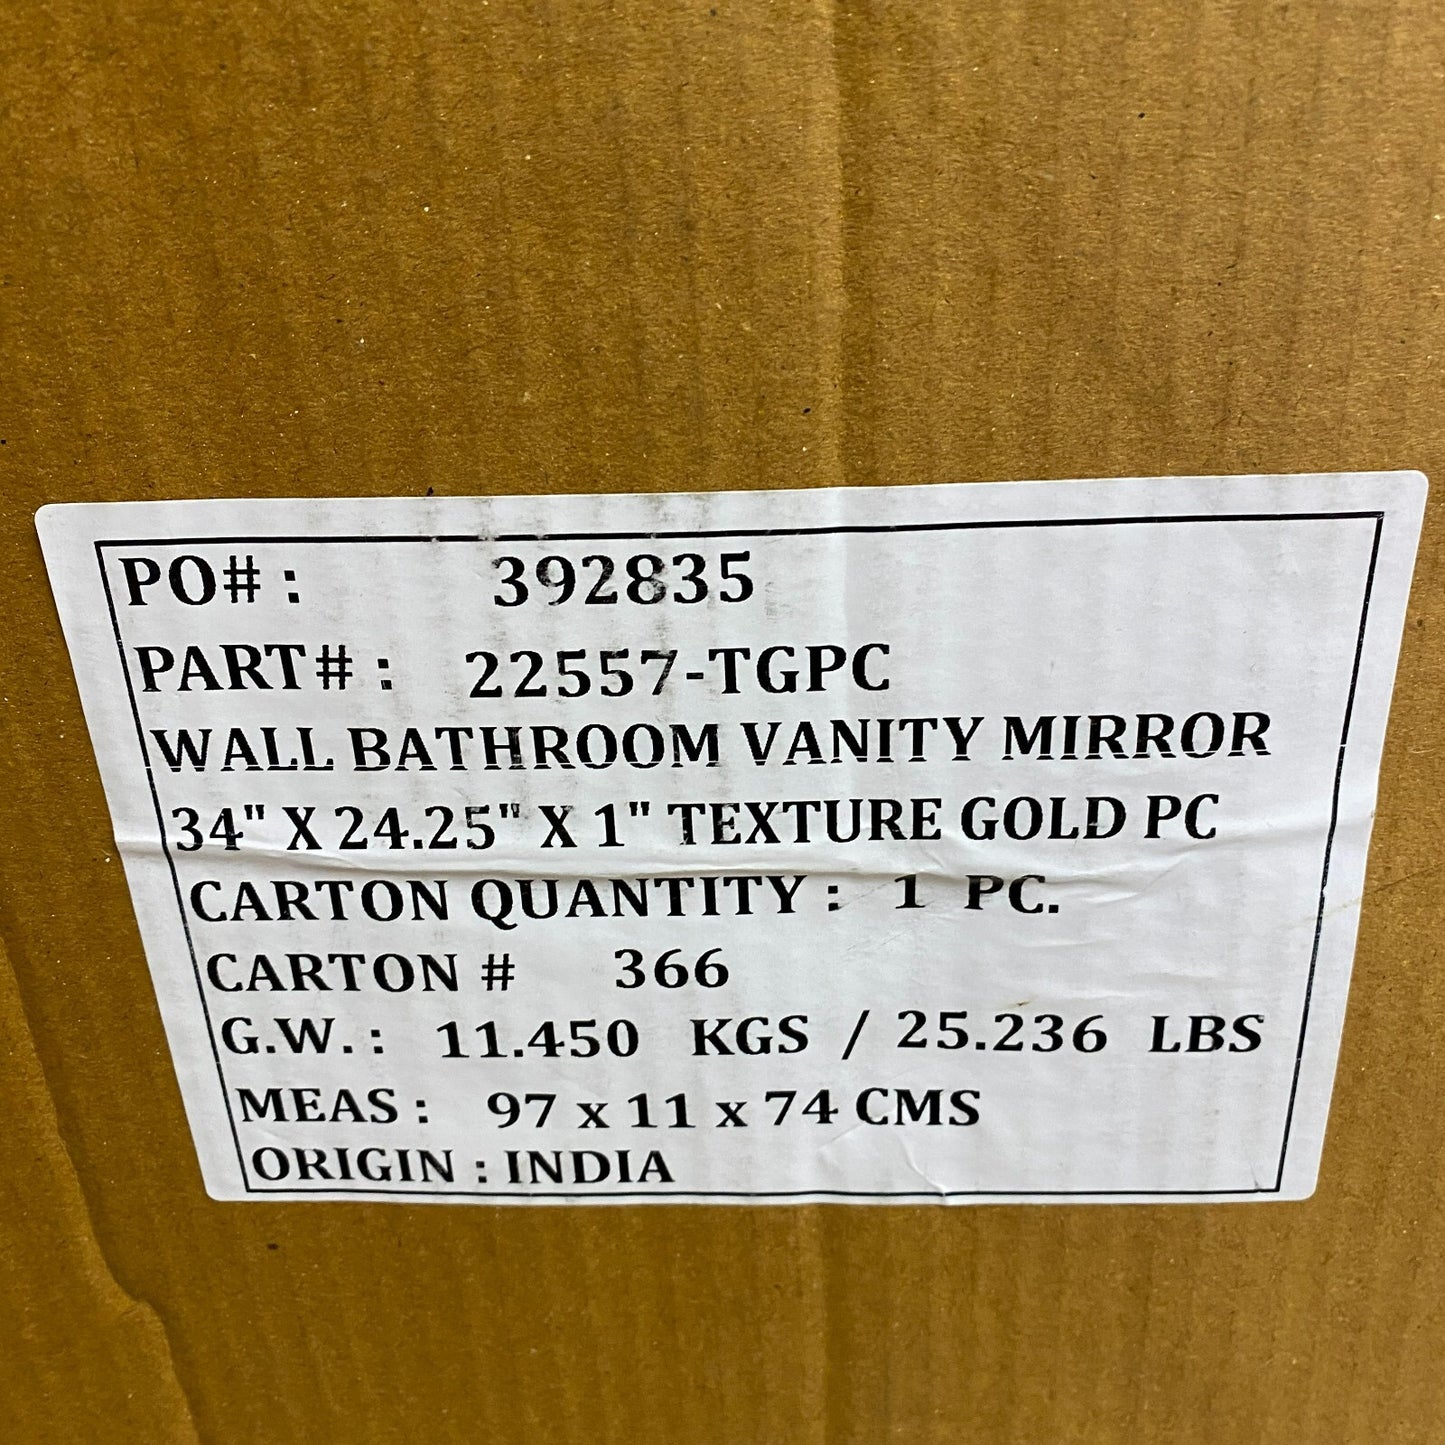 PO# : 392835
PART# : 22557-TGPC
WALL BATHROOM VANITY MIRROR
34" X 24.25" X 1" TEXTURE GOLD PC
CARTON QUANTITY : 1 PC.
CARTON # 366
G.W. : 11.450 KGS / 25.236 LBS
MEAS : 97 x 11 x 74 CMS
ORIGIN : INDIA